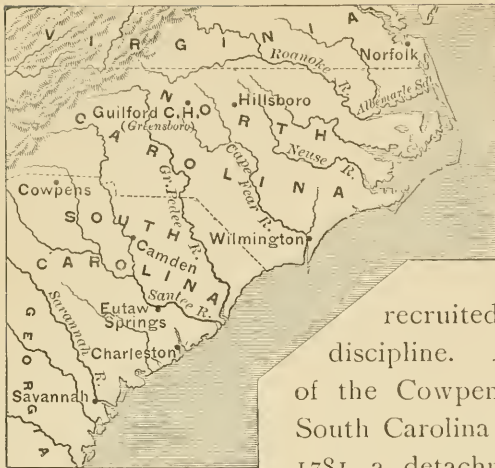 VIRGINIA
Roanoke R.
Norfolk
Albemarle Sd.
Guilford C.H.
(Greensboro)
Hillsboro
NORTH
CAROLINA
Neuse R.
Cape Fear R.
Gr. Pedee R.
Cowpens
SOUTH
CAROLINA
Camden
Wilmington
Santee R.
Eutaw
Springs
Charleston
Savannah R.
Savannah
GEORGIA
recruited
discipline.
of the Cowpen
South Carolina
1781 a detach